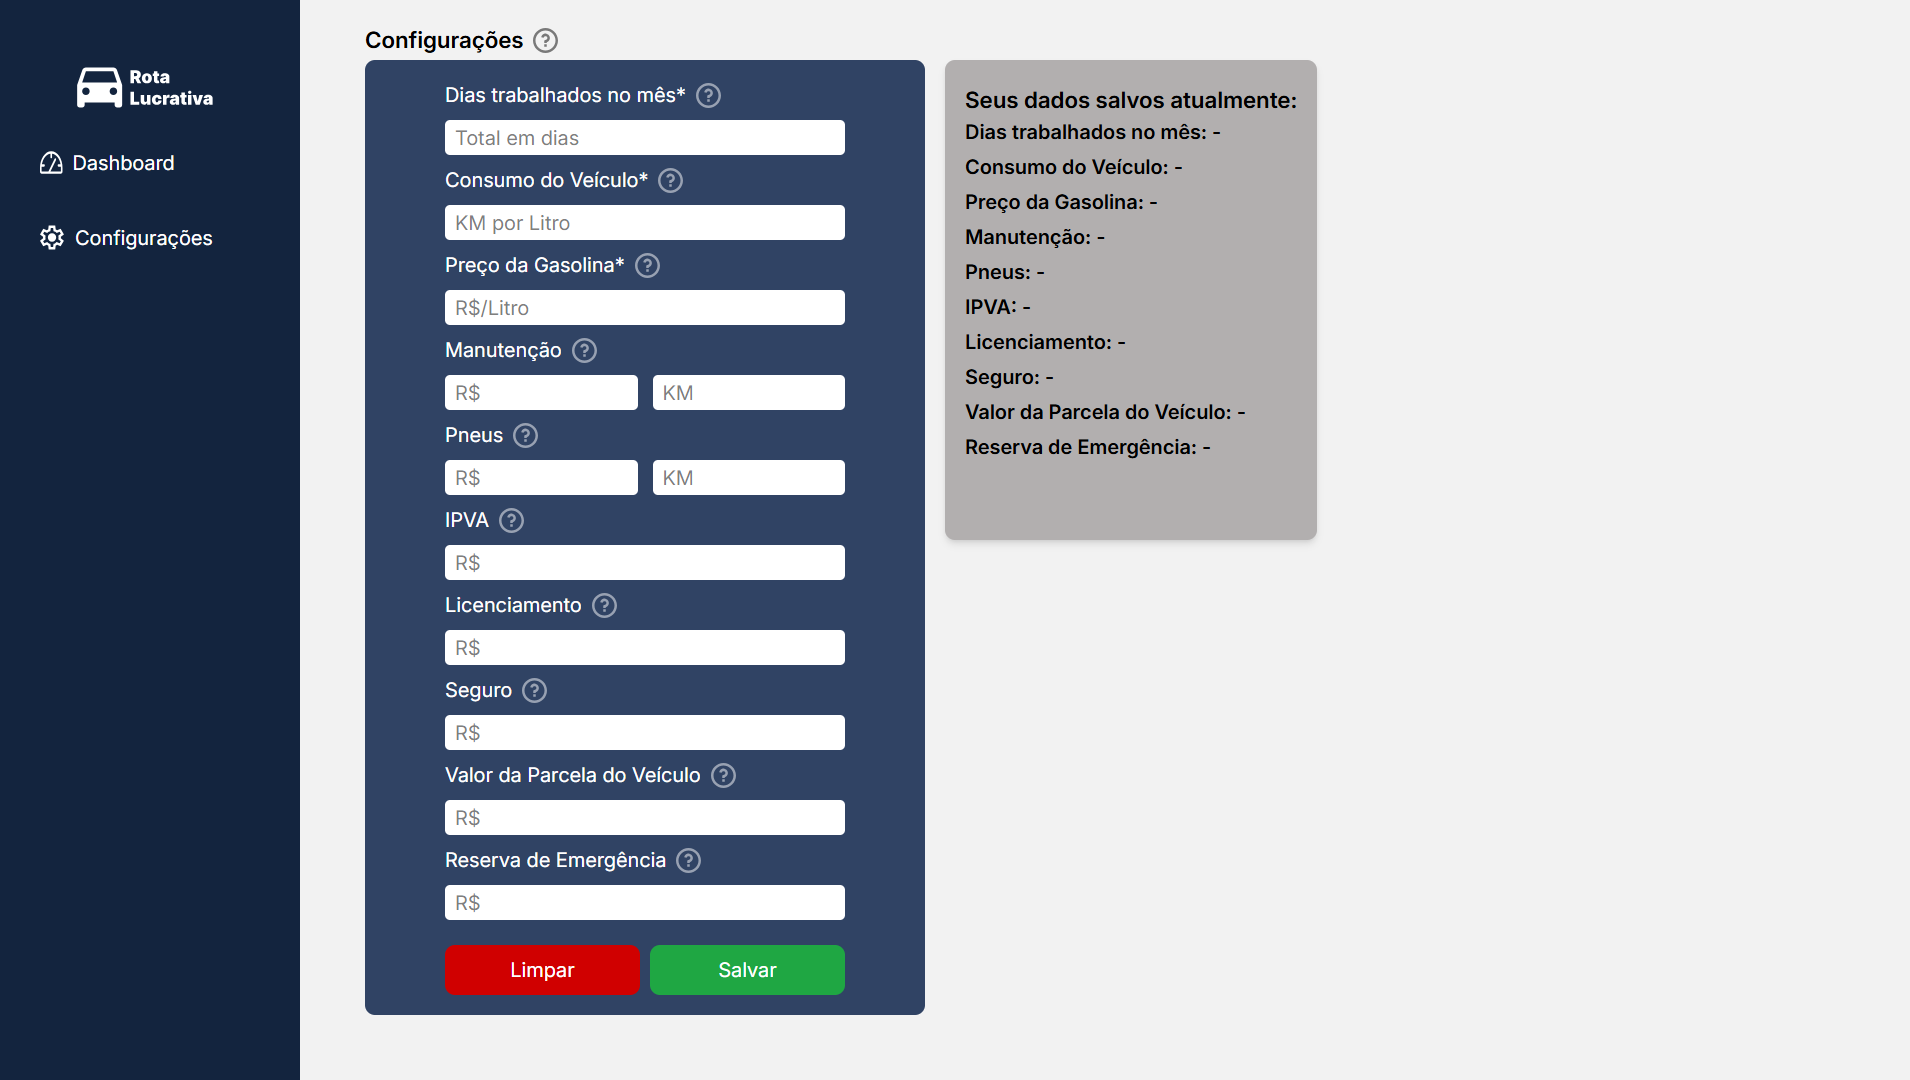 Rota
Lucrativa
Dashboard
Configurações
Configurações
Dias trabalhados no mês*
Total em dias
Consumo do Veículo*
KM por Litro
Preço da Gasolina*
R$/Litro
Manutenção
R$ KM
Pneus
R$ KM
IPVA
R$
Licenciamento
R$
Seguro
R$
Valor da Parcela do Veículo
R$
Reserva de Emergência
R$
Limpar Salvar
Seus dados salvos atualmente:
Dias trabalhados no mês: -
Consumo do Veículo: -
Preço da Gasolina: -
Manutenção: -
Pneus: -
IPVA: -
Licenciamento: -
Seguro: -
Valor da Parcela do Veículo: -
Reserva de Emergência: -